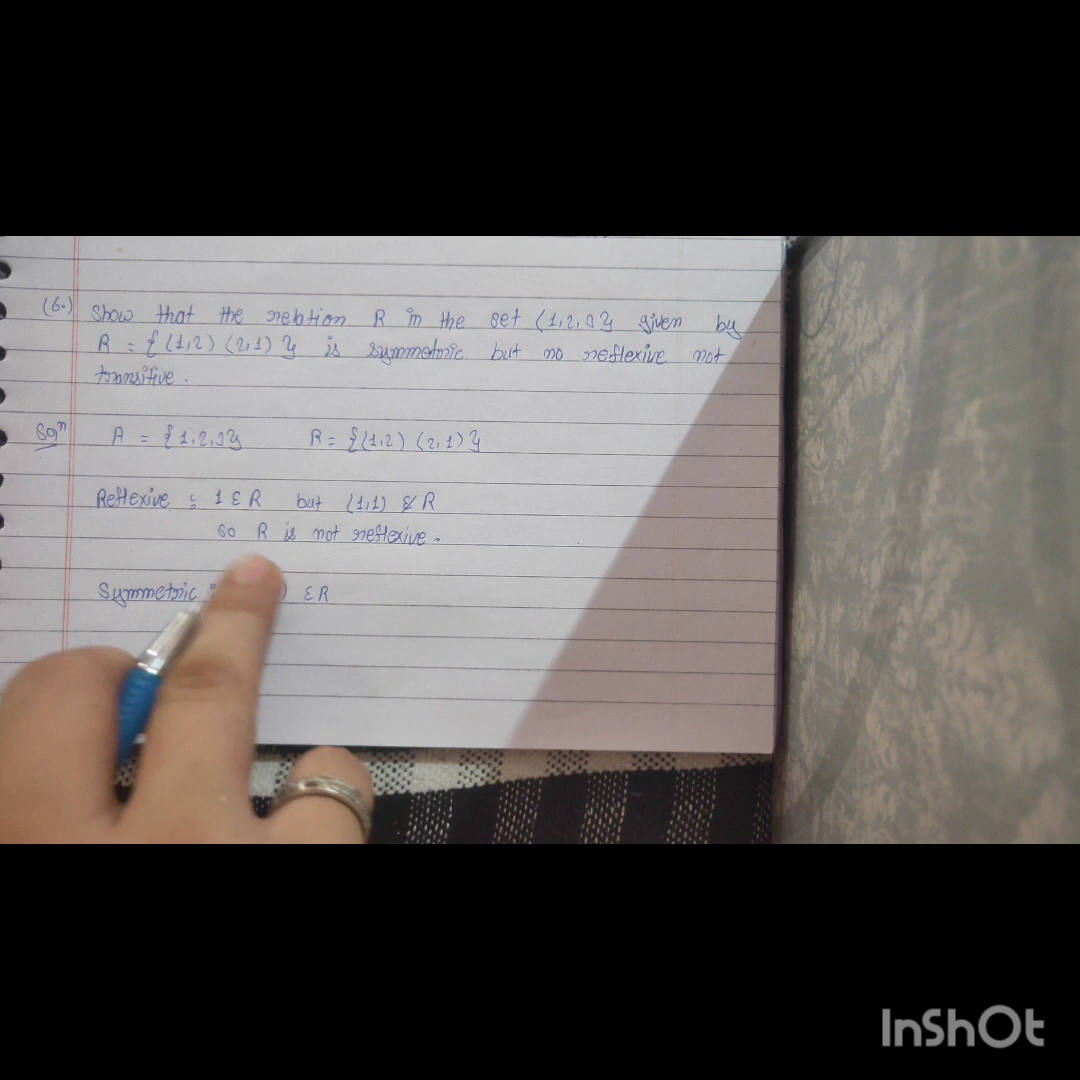 (6.) Show that the relation R in the set (1,2,3} given by
R = {(1,2) (2,1)} is symmetric but no reflexive not
transitive.
Solⁿ A = {1,2,3} R = {(1,2) (2,1)}
Reflexive : 1 ∈ R but (1,1) ∉ R
so R is not reflexive.
Symmetric : ) ∈ R
InShOt